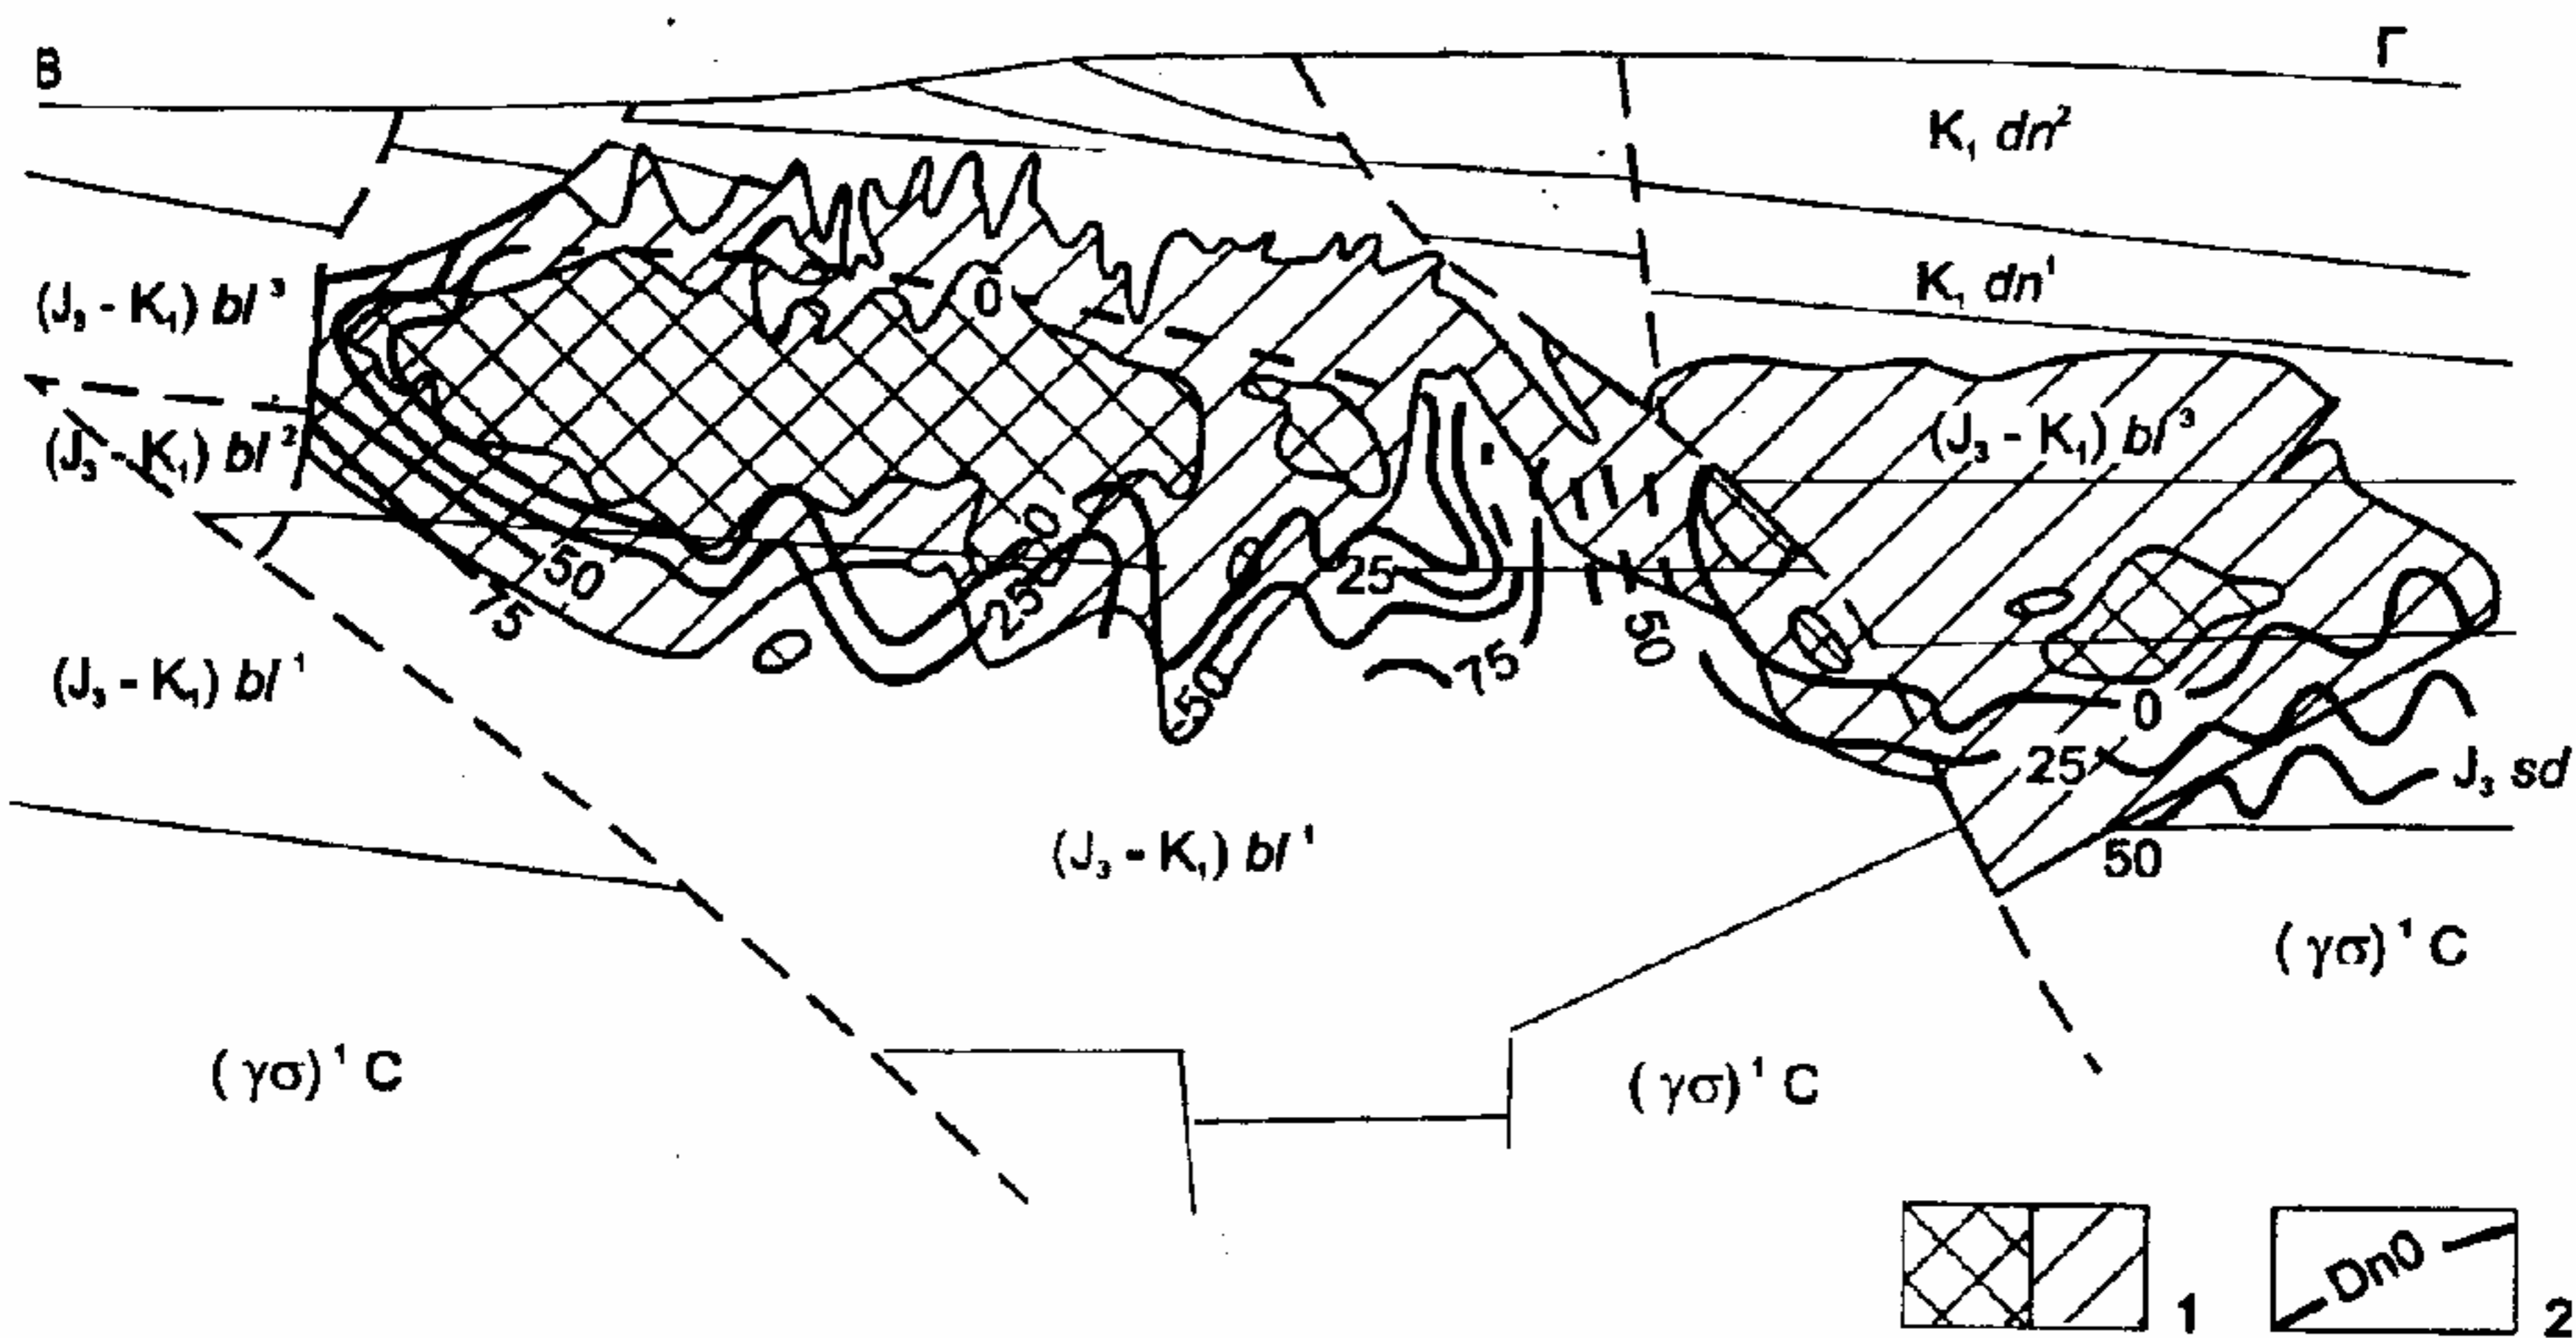 В Г
K₁ dn²
K₁ dn¹
(J₃ - K₁) bl ³
(J₃ - K₁) bl ³
(J₃ - K₁) bl ²
0
50
75
0
25
25
50
75
50
0
25
J₃ sd
50
(J₃ - K₁) bl ¹
(J₃ - K₁) bl ¹
(γσ) ¹ C
(γσ) ¹ C
(γσ) ¹ C
1
Dn0
2